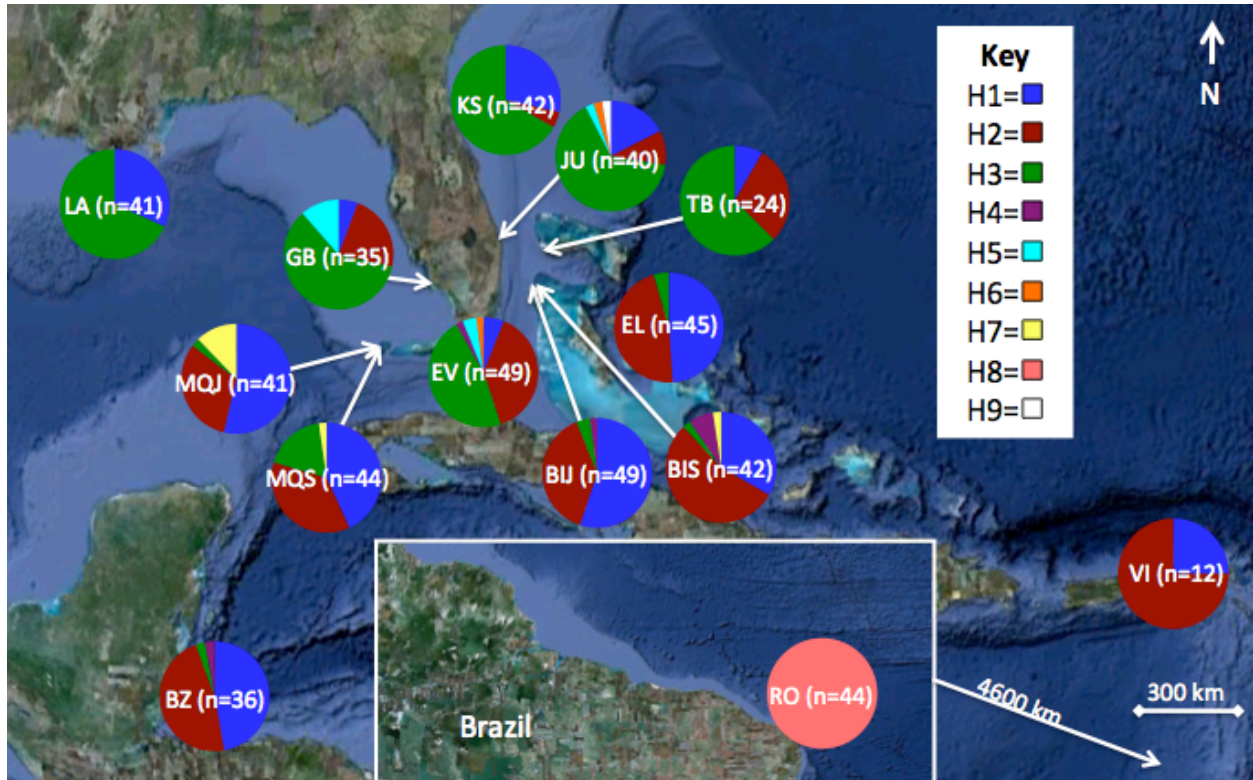 Key
H1=
H2=
H3=
H4=
H5=
H6=
H7=
H8=
H9=
N
KS (n=42)
JU (n=40)
LA (n=41)
TB (n=24)
GB (n=35)
EL (n=45)
MQJ (n=41)
EV (n=49)
MQS (n=44)
BIJ (n=49)
BIS (n=42)
VI (n=12)
BZ (n=36)
RO (n=44)
Brazil
4600 km
300 km